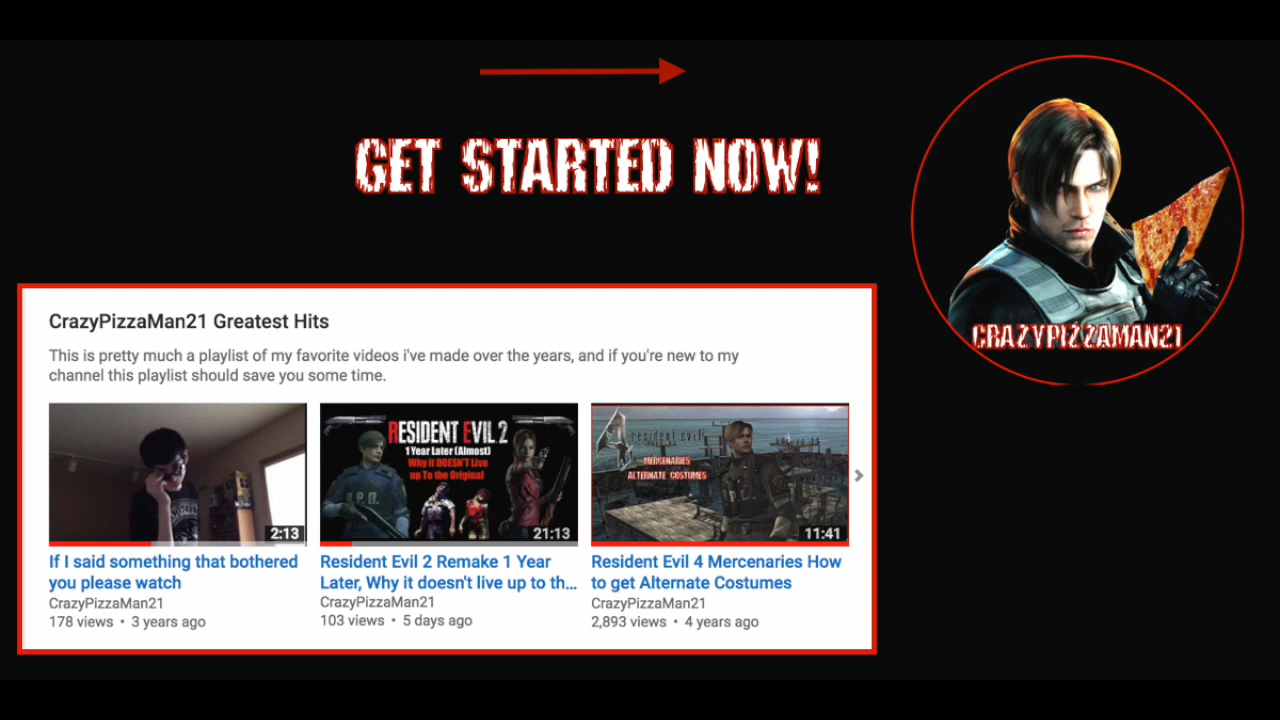 GET STARTED NOW!
CRAZYPIZZAMAN21
CrazyPizzaMan21 Greatest Hits
This is pretty much a playlist of my favorite videos i've made over the years, and if you're new to my
channel this playlist should save you some time.
2:13
RESIDENT EVIL 2
1 Year Later (Almost)
Why it DOESN'T Live
up To the Original
R.P.D.
21:13
resident evil
MERCENARIES
ALTERNATE COSTUMES
11:41
If I said something that bothered
you please watch
CrazyPizzaMan21
178 views • 3 years ago
Resident Evil 2 Remake 1 Year
Later, Why it doesn't live up to th...
CrazyPizzaMan21
103 views • 5 days ago
Resident Evil 4 Mercenaries How
to get Alternate Costumes
CrazyPizzaMan21
2,893 views • 4 years ago